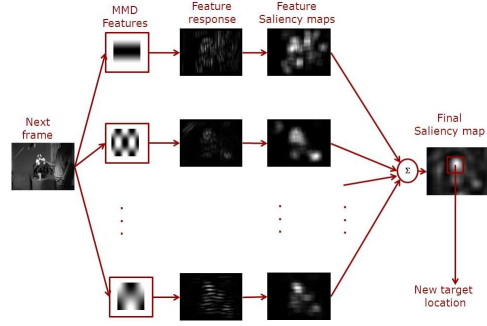 MMD
Features
Feature
response
Feature
Saliency maps
Next
frame
Final
Saliency map
Σ
New target
location